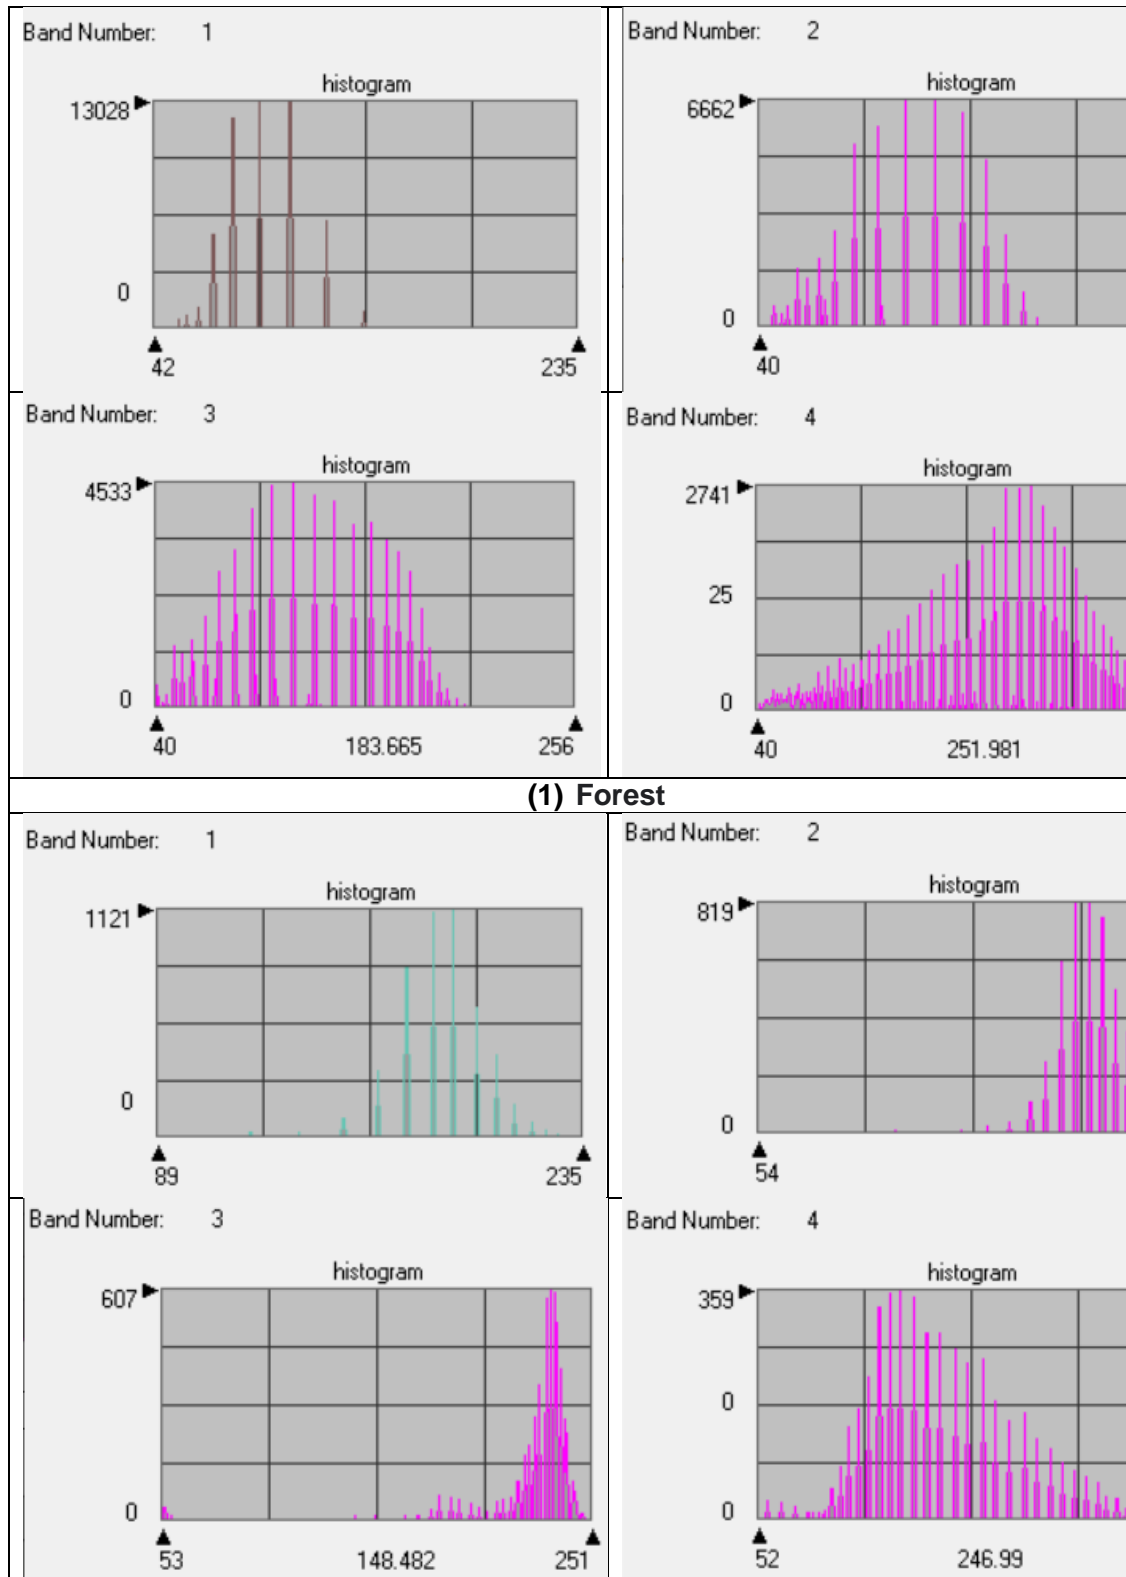 Band Number: 1
histogram
13028
0
42 235
Band Number: 2
histogram
6662
0
40
Band Number: 3
histogram
4533
0
40 183.665 256
Band Number: 4
histogram
2741
25
0
40 251.981
(1) Forest
Band Number: 1
histogram
1121
0
89 235
Band Number: 2
histogram
819
0
54
Band Number: 3
histogram
607
0
53 148.482 251
Band Number: 4
histogram
359
0
0
52 246.99